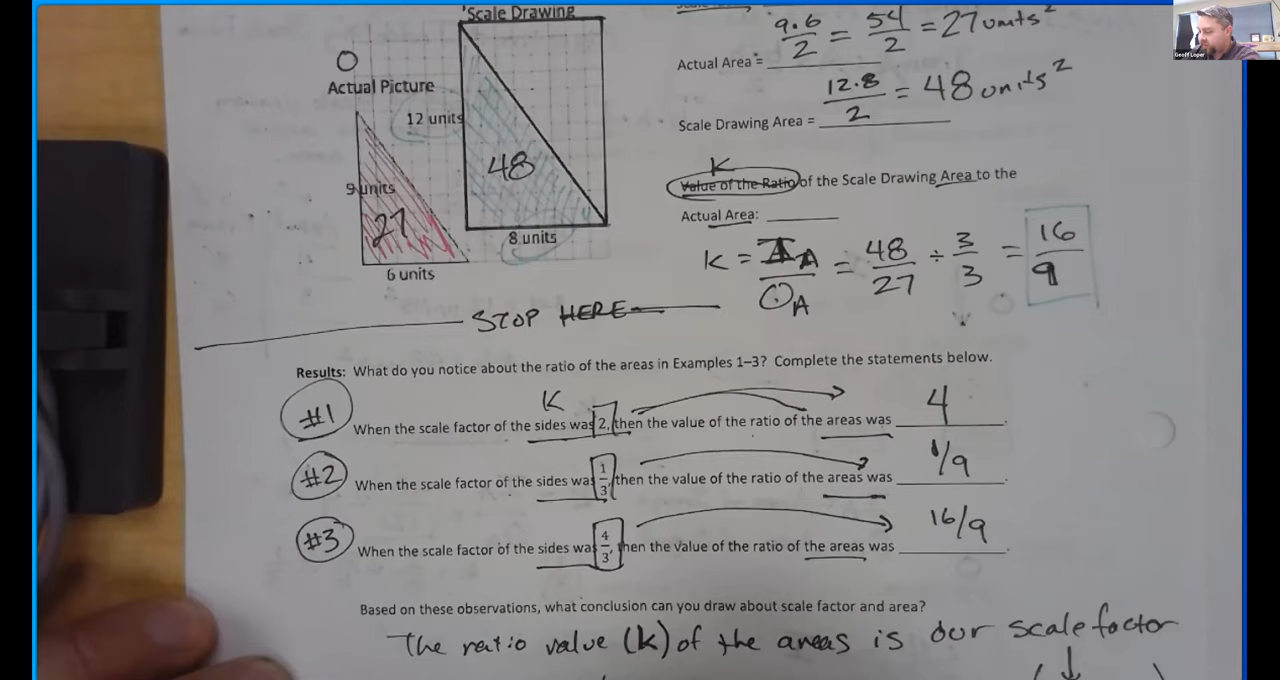 Scale Drawing
O
Actual Picture
12 units
48
9 units
27
8 units
6 units
9·6/2 = 54/2 = 27 units²
Actual Area =
12·8/2 = 48 units²
Scale Drawing Area =
K
Value of the Ratio of the Scale Drawing Area to the
Actual Area:
K = IA/OA = 48/27 ÷ 3/3 = 16/9
STOP HERE
Results: What do you notice about the ratio of the areas in Examples 1–3? Complete the statements below.
K
#1 When the scale factor of the sides was 2, then the value of the ratio of the areas was 4.
#2 When the scale factor of the sides was 1/3, then the value of the ratio of the areas was 1/9.
#3 When the scale factor of the sides was 4/3, then the value of the ratio of the areas was 16/9.
Based on these observations, what conclusion can you draw about scale factor and area?
The ratio value (k) of the areas is our scale factor
Geoff Loper